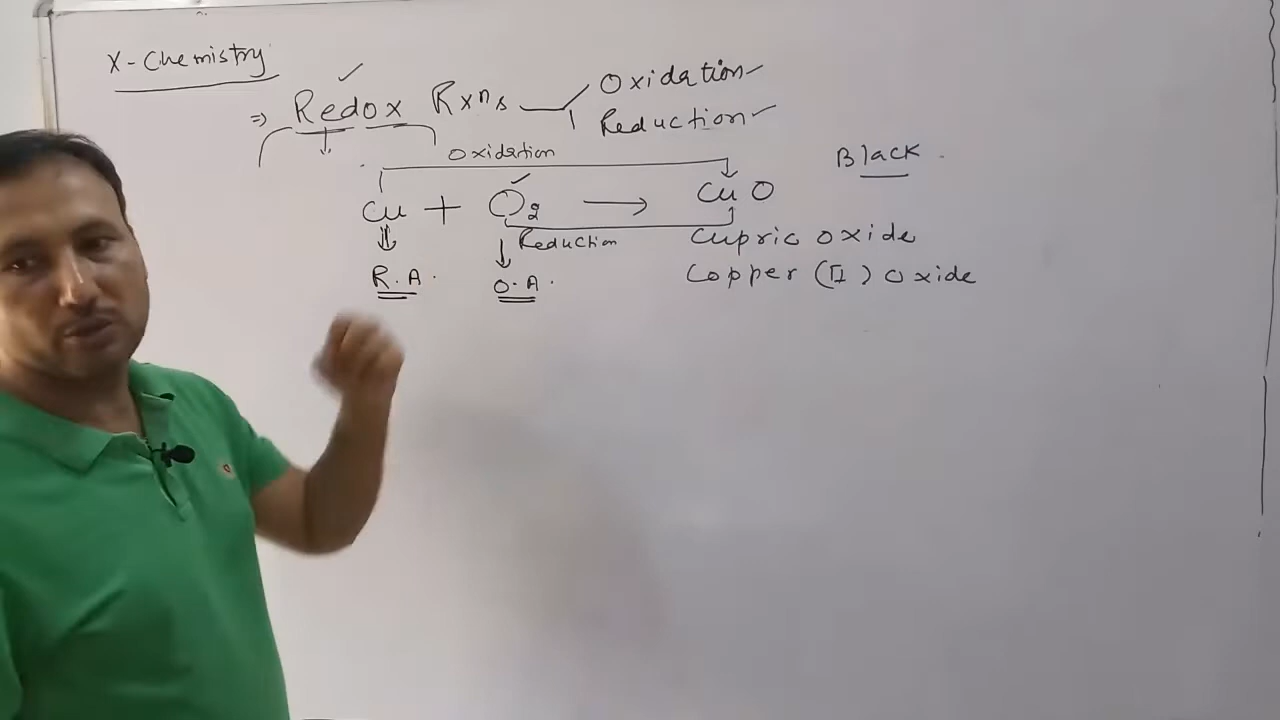 X - Chemistry
⇒ Redox Rxns
Oxidation
Reduction
Oxidation
Black
Cu + O2 → CuO
Reduction
Cupric oxide
R.A.
O.A.
Copper (II) Oxide